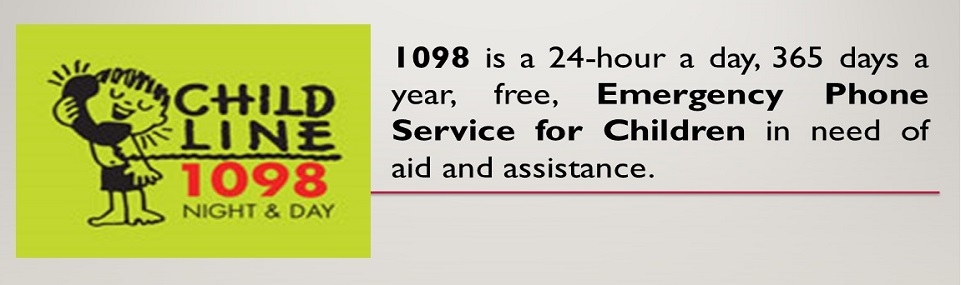 CHILD
LINE
1098
NIGHT & DAY
1098 is a 24-hour a day, 365 days a
year, free, Emergency Phone
Service for Children in need of
aid and assistance.